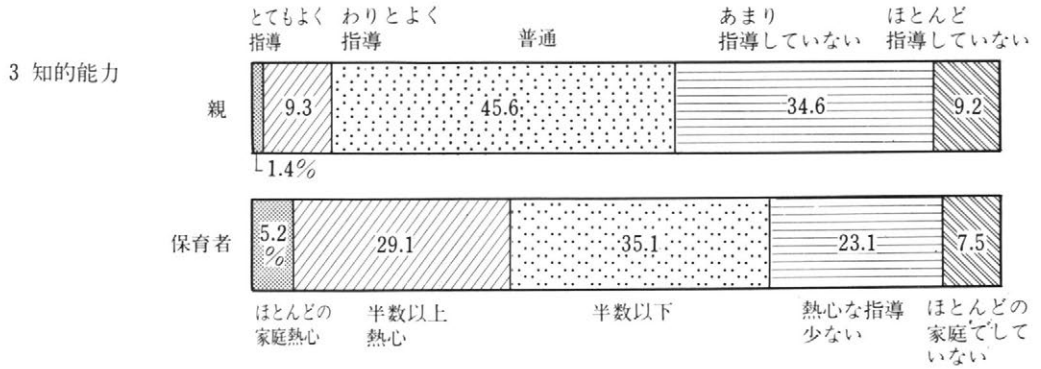 とてもよく
指導
わりとよく
指導
普通
あまり
指導していない
ほとんど
指導していない
3 知的能力
親
9.3
45.6
34.6
9.2
1.4%
保育者
5.2
%
29.1
35.1
23.1
7.5
ほとんどの
家庭熱心
半数以上
熱心
半数以下
熱心な指導
少ない
ほとんどの
家庭でして
いない